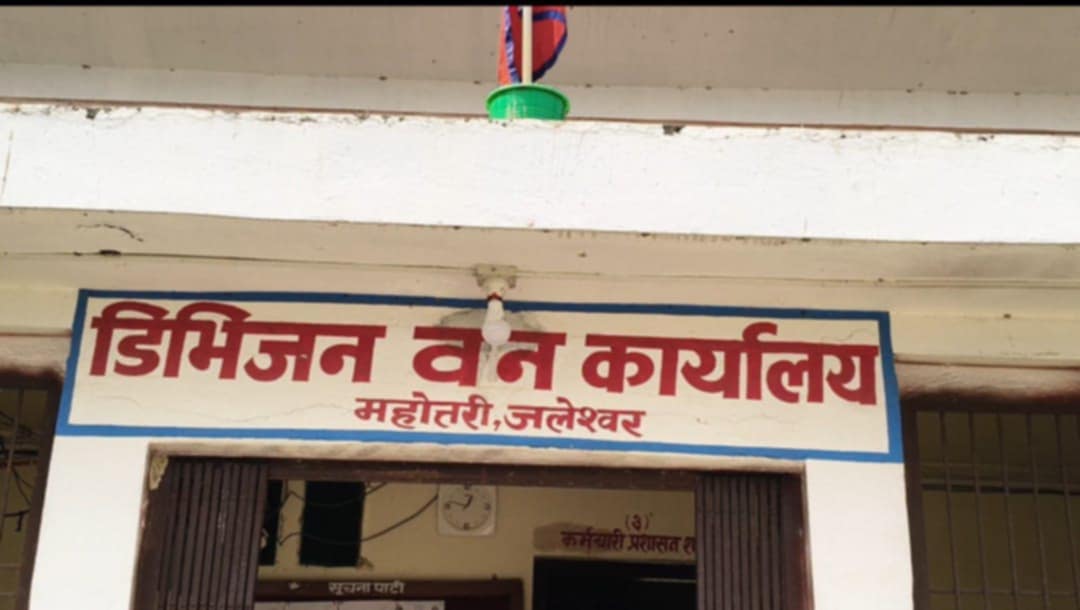 डिभिजन वन कार्यालय
महोतरी, जलेश्वर
(३)
कर्मचारी प्रशासन
सूचना पाटी